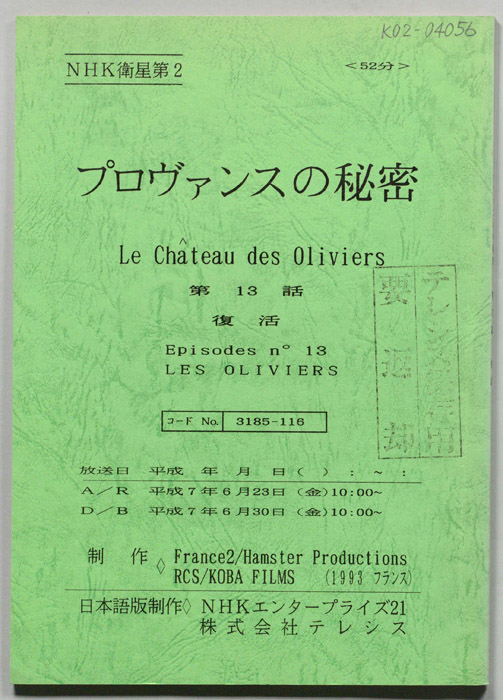 K02-04056
NHK衛星第2
＜52分＞
プロヴァンスの秘密
Le Château des Oliviers
第 13 話
復 活
Episodes n° 13
LES OLIVIERS
コード No. 3185-116
要返却
放送日 平成 年 月 日( ) : ～ :
A／R 平成7年6月23日(金)10:00～
D／B 平成7年6月30日(金)10:00～
制 作◇ France2/Hamster Productions
RCS/KOBA FILMS (1993 フランス)
日本語版制作◇ NHKエンタープライズ21
株式会社テレシス